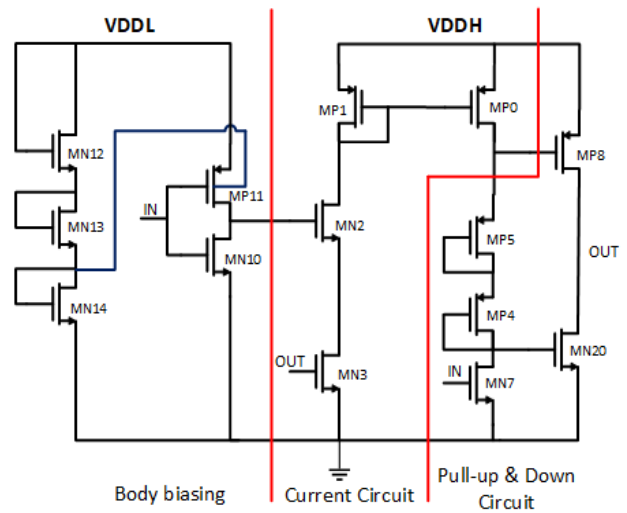 VDDL
VDDH
MP1
MP0
MN12
MP8
MP11
IN
MN13
MN2
MP5
MN10
OUT
MN14
MP4
MN20
OUT
MN3
IN
MN7
Body biasing
Current Circuit
Pull-up & Down
Circuit